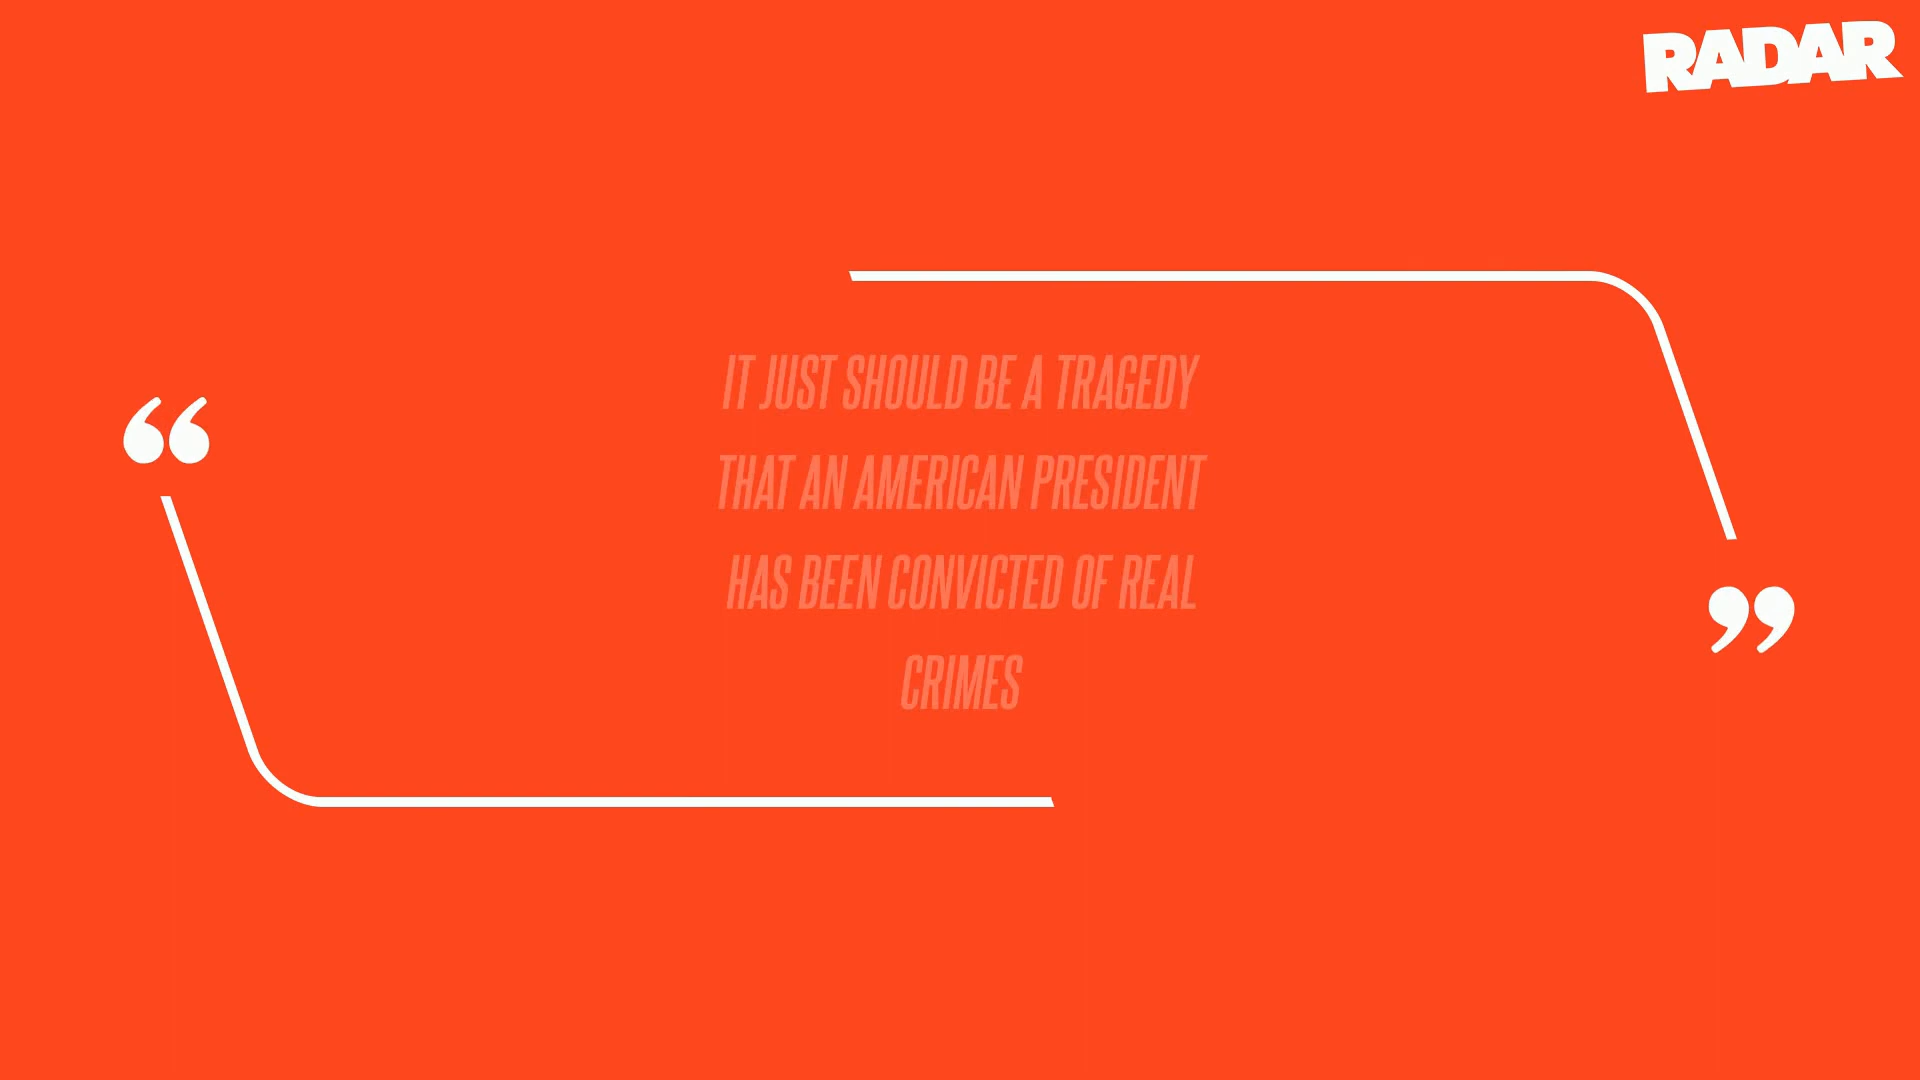 RADAR
“
IT JUST SHOULD BE A TRAGEDY
THAT AN AMERICAN PRESIDENT
HAS BEEN CONVICTED OF REAL
CRIMES
”